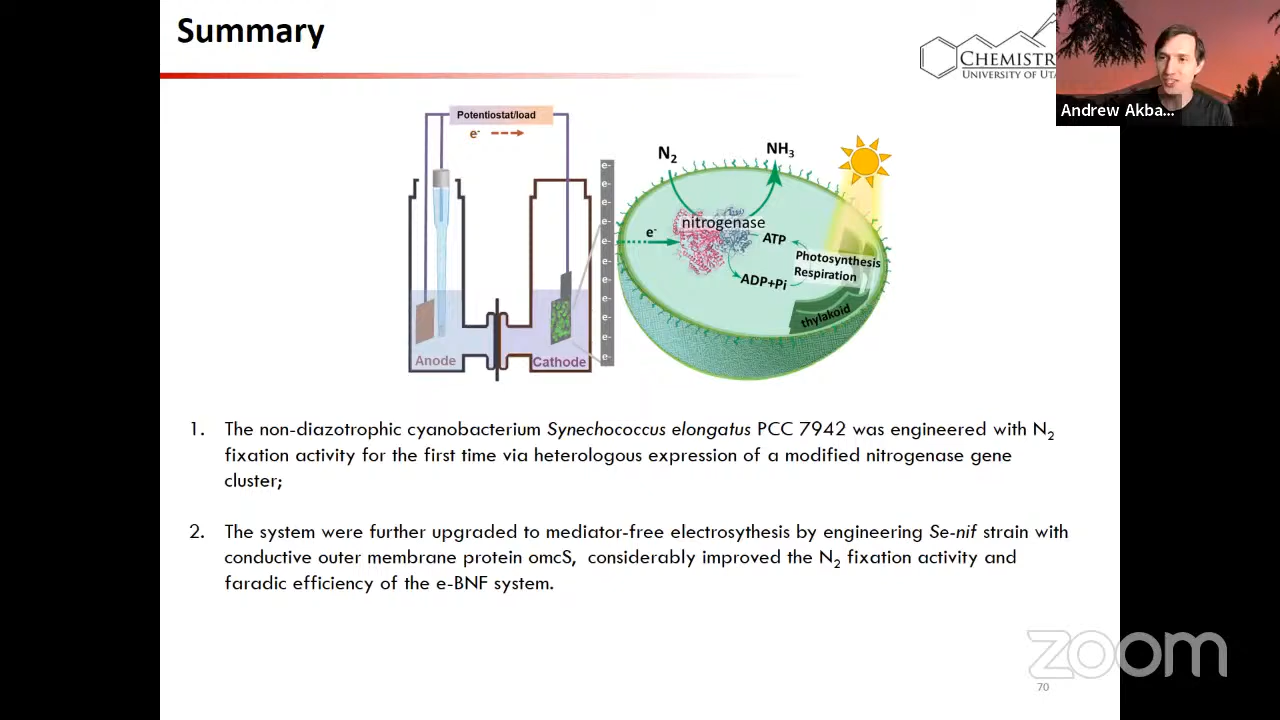 Summary
CHEMISTR
UNIVERSITY OF UTA
Andrew Akba...
Potentiostat/load
e- 
N2
NH3
nitrogenase
e-
ATP
Photosynthesis
Respiration
ADP+Pi
thylakoid
Anode
Cathode
e-
e-
e-
e-
e-
e-
e-
e-
e-
e-
e-
1. The non-diazotrophic cyanobacterium Synechococcus elongatus PCC 7942 was engineered with N2
fixation activity for the first time via heterologous expression of a modified nitrogenase gene
cluster;
2. The system were further upgraded to mediator-free electrosythesis by engineering Se-nif strain with
conductive outer membrane protein omcS, considerably improved the N2 fixation activity and
faradic efficiency of the e-BNF system.
zoom
70